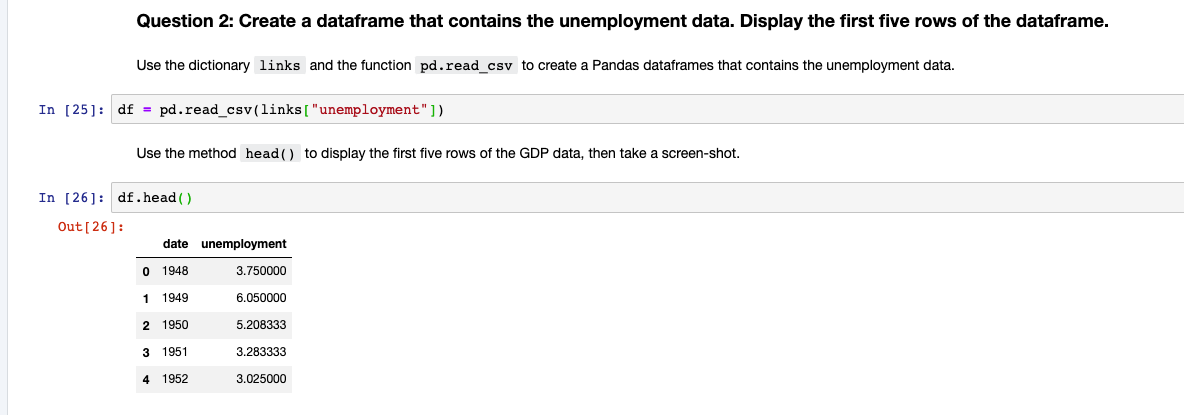 Question 2: Create a dataframe that contains the unemployment data. Display the first five rows of the dataframe.
Use the dictionary links and the function pd.read_csv to create a Pandas dataframes that contains the unemployment data.
In [25]: df = pd.read_csv(links["unemployment"])
Use the method head() to display the first five rows of the GDP data, then take a screen-shot.
In [26]: df.head()
Out[26]:
date unemployment
0 1948 3.750000
1 1949 6.050000
2 1950 5.208333
3 1951 3.283333
4 1952 3.025000